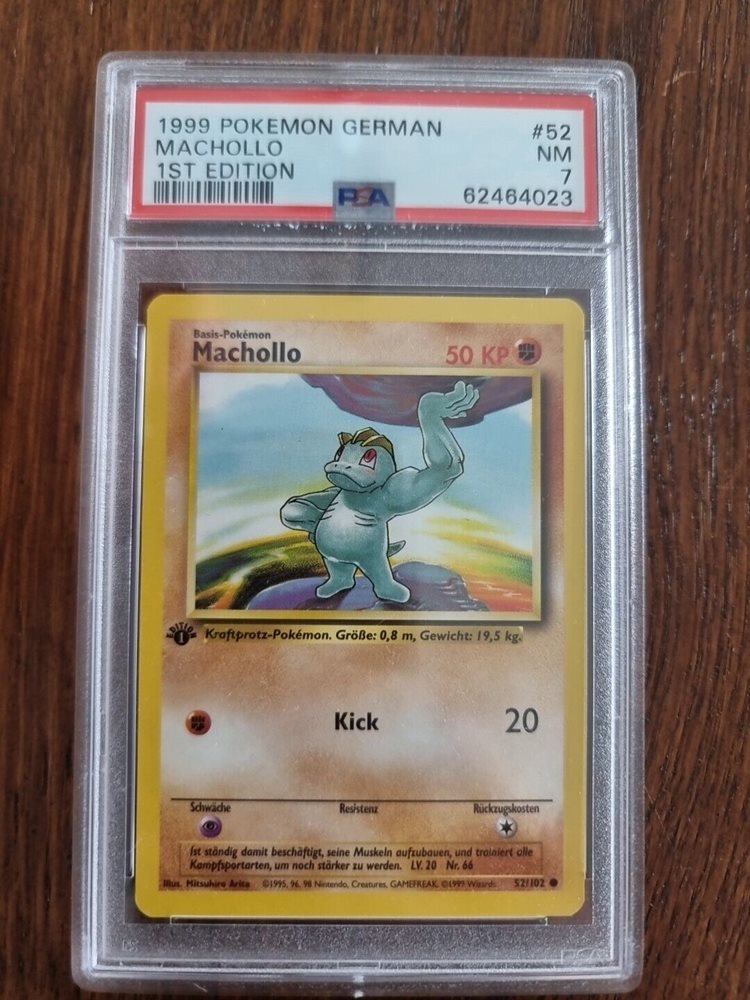 1999 POKEMON GERMAN #52
MACHOLLO NM
1ST EDITION 7
PSA 62464023
Basis-Pokémon
Machollo 50 KP
EDITION
1
Kraftprotz-Pokémon. Größe: 0,8 m, Gewicht: 19,5 kg.
Kick 20
Schwäche Resistenz Rückzugskosten
Ist ständig damit beschäftigt, seine Muskeln aufzubauen, und trainiert alle
Kampfsportarten, um noch stärker zu werden. LV. 20 Nr. 66
Illus. Mitsuhiro Arita ©1995, 96, 98 Nintendo, Creatures, GAMEFREAK. ©1999 Wizards 52/102